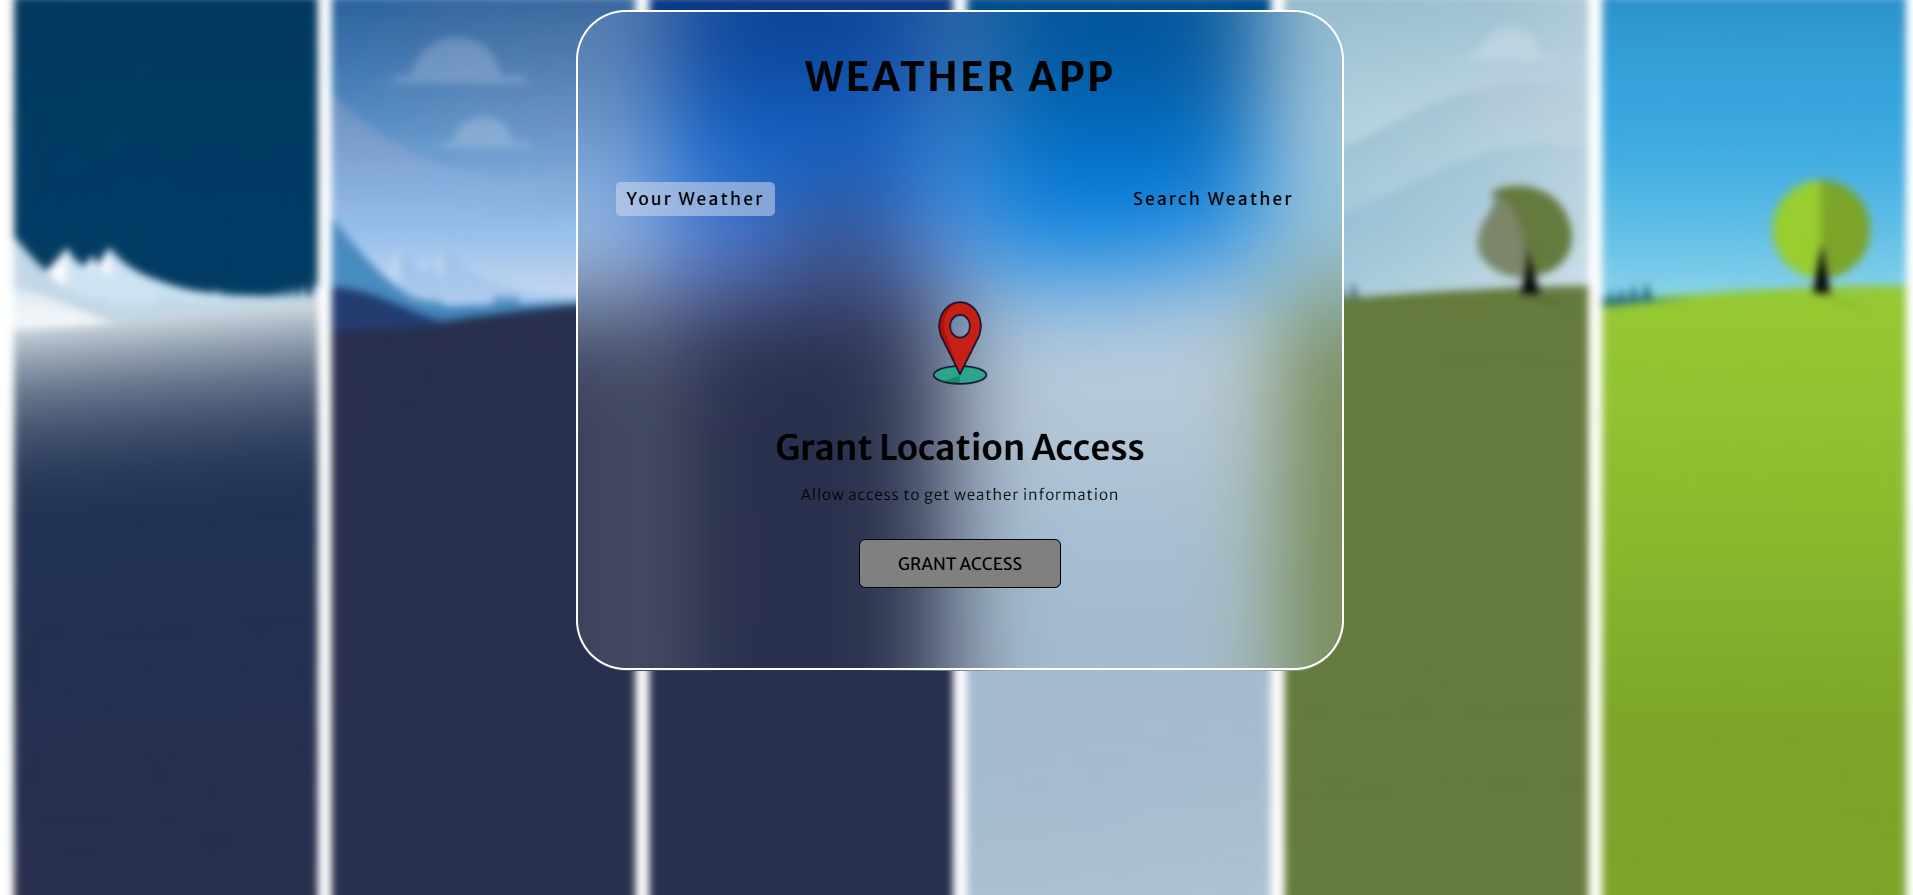 WEATHER APP
Your Weather
Search Weather
Grant Location Access
Allow access to get weather information
GRANT ACCESS